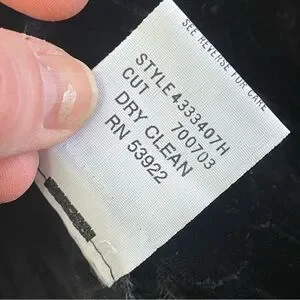 SEE REVERSE FOR CARE
STYLE 4333407H
CUT 700703
DRY CLEAN
RN 53922